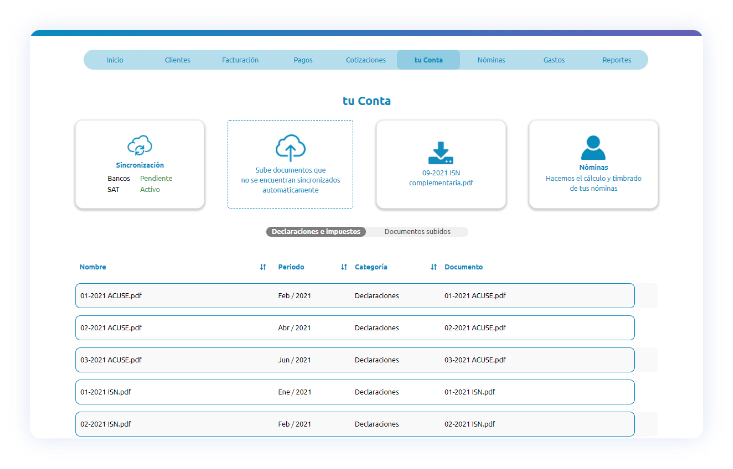 Inicio Clientes Facturación Pagos Cotizaciones tu Conta Nóminas Gastos Reportes
tu Conta
Sincronización
Bancos Pendiente
SAT Activo
Sube documentos que
no se encuentran sincronizados
automaticamente
09-2021 ISN
complementaria.pdf
Nóminas
Hacemos el cálculo y timbrado
de tus nóminas
Declaraciones e impuestos Documentos subidos
Nombre Periodo Categoría Documento
01-2021 ACUSE.pdf Feb / 2021 Declaraciones 01-2021 ACUSE.pdf
02-2021 ACUSE.pdf Abr / 2021 Declaraciones 02-2021 ACUSE.pdf
03-2021 ACUSE.pdf Jun / 2021 Declaraciones 03-2021 ACUSE.pdf
01-2021 ISN.pdf Ene / 2021 Declaraciones 01-2021 ISN.pdf
02-2021 ISN.pdf Feb / 2021 Declaraciones 02-2021 ISN.pdf